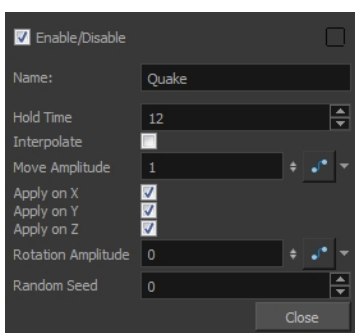 Enable/Disable
Name: Quake
Hold Time 12
Interpolate
Move Amplitude 1
Apply on X
Apply on Y
Apply on Z
Rotation Amplitude 0
Random Seed 0
Close